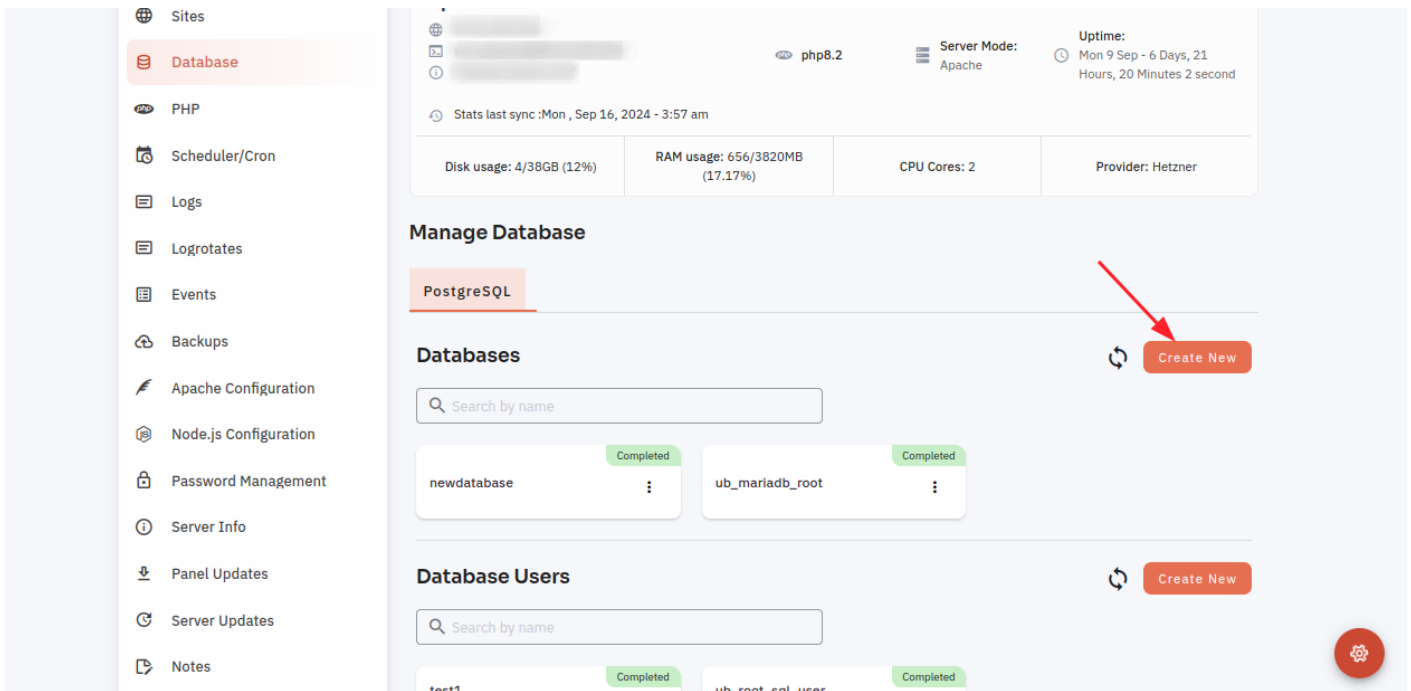 Sites
Database
PHP
Scheduler/Cron
Logs
Logrotates
Events
Backups
Apache Configuration
Node.js Configuration
Password Management
Server Info
Panel Updates
Server Updates
Notes
php8.2
Server Mode:
Apache
Uptime:
Mon 9 Sep - 6 Days, 21
Hours, 20 Minutes 2 second
Stats last sync :Mon , Sep 16, 2024 - 3:57 am
Disk usage: 4/38GB (12%)
RAM usage: 656/3820MB
(17.17%)
CPU Cores: 2
Provider: Hetzner
Manage Database
PostgreSQL
Databases
Create New
Search by name
Completed
newdatabase
Completed
ub_mariadb_root
Database Users
Create New
Search by name
Completed
test1
Completed
ub_root_sql_user